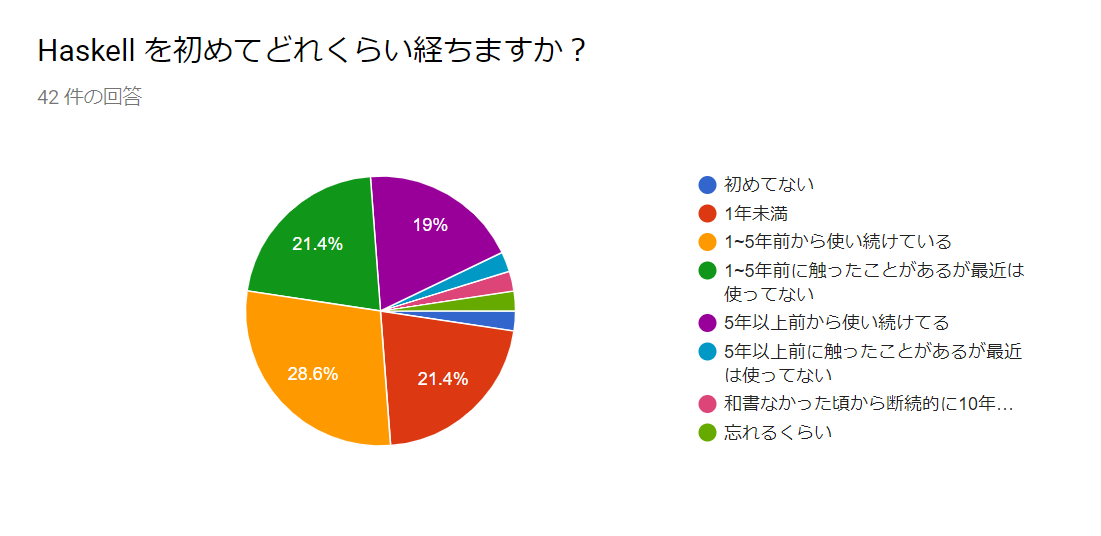 Haskell を初めてどれくらい経ちますか？
42 件の回答
19%
21.4%
28.6%
21.4%
初めてない
1年未満
1~5年前から使い続けている
1~5年前に触ったことがあるが最近は
使ってない
5年以上前から使い続けてる
5年以上前に触ったことがあるが最近
は使ってない
和書なかった頃から断続的に10年…
忘れるくらい